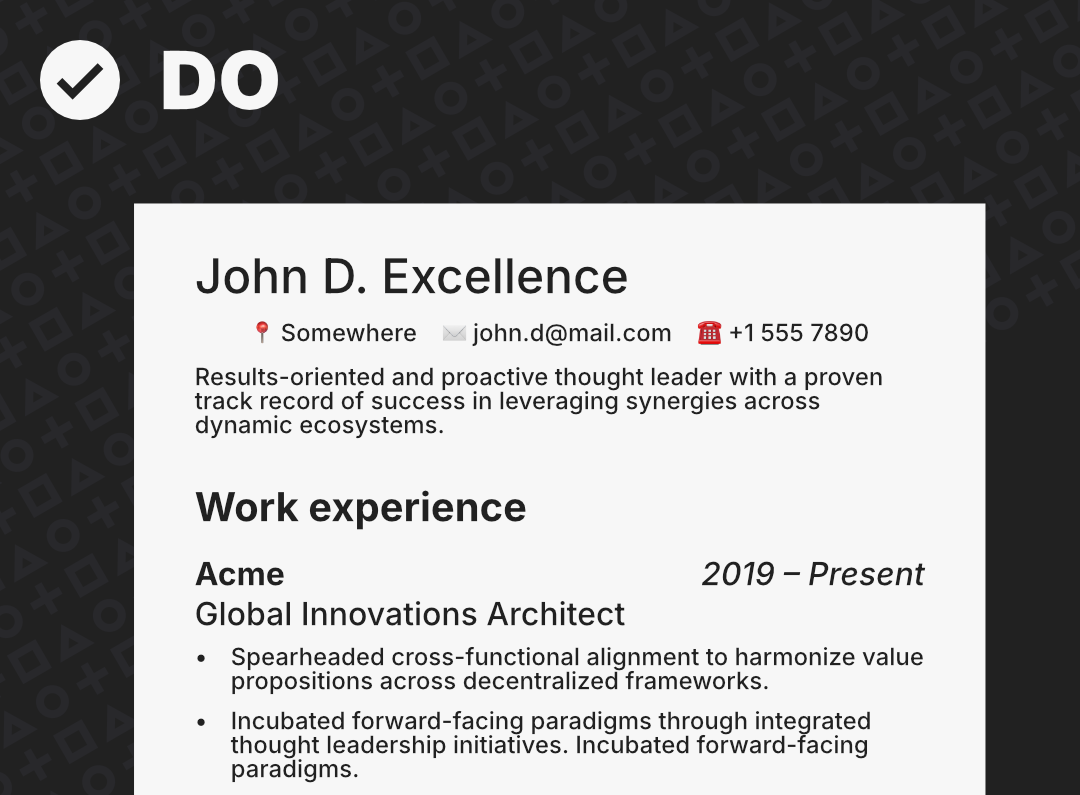 DO
John D. Excellence
📍 Somewhere ✉️ john.d@mail.com ☎️ +1 555 7890
Results-oriented and proactive thought leader with a proven
track record of success in leveraging synergies across
dynamic ecosystems.
Work experience
Acme 2019 – Present
Global Innovations Architect
• Spearheaded cross-functional alignment to harmonize value
propositions across decentralized frameworks.
• Incubated forward-facing paradigms through integrated
thought leadership initiatives. Incubated forward-facing
paradigms.